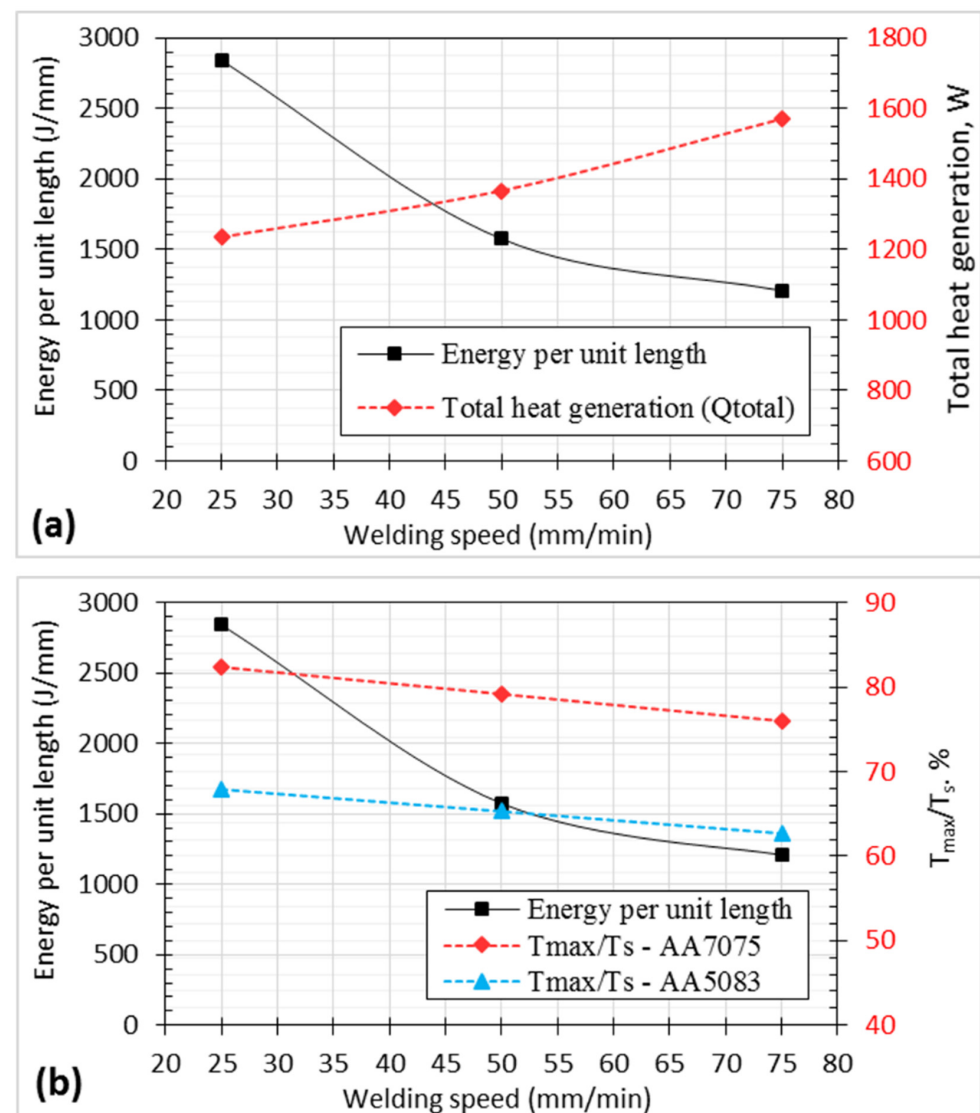 Energy per unit length (J/mm)
3000
2500
2000
1500
1000
500
0
1800
1600
1400
1200
1000
800
600
Total heat generation, W
Energy per unit length
Total heat generation (Qtotal)
20 25 30 35 40 45 50 55 60 65 70 75 80
Welding speed (mm/min)
(a)
Energy per unit length (J/mm)
3000
2500
2000
1500
1000
500
0
90
80
70
60
50
40
Tmax/Ts. %
Energy per unit length
Tmax/Ts - AA7075
Tmax/Ts - AA5083
20 25 30 35 40 45 50 55 60 65 70 75 80
Welding speed (mm/min)
(b)